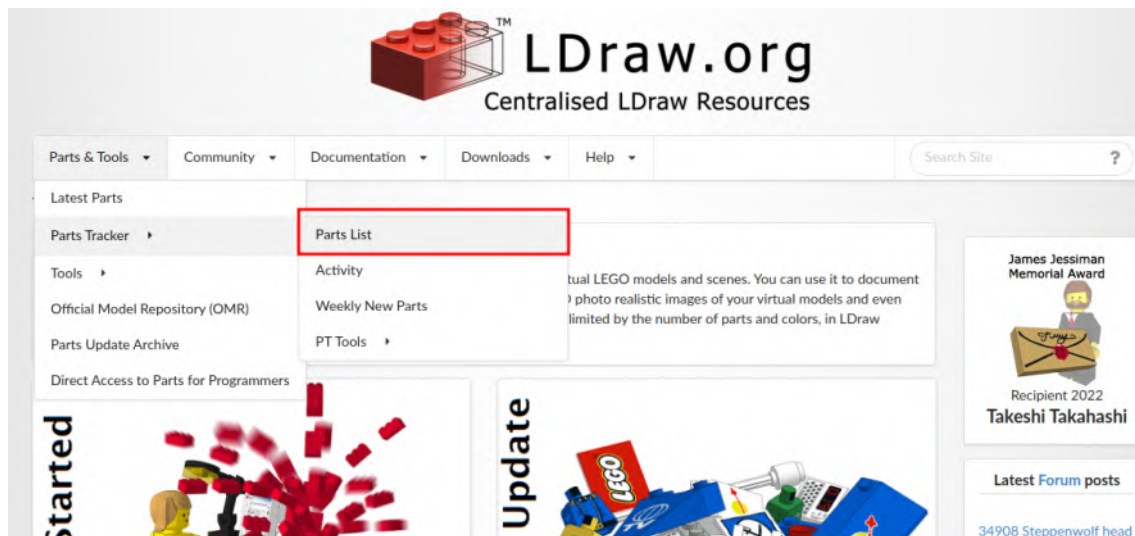 TM
LDraw.org
Centralised LDraw Resources
Parts & Tools
Community
Documentation
Downloads
Help
Search Site
?
Latest Parts
Parts Tracker
Tools
Official Model Repository (OMR)
Parts Update Archive
Direct Access to Parts for Programmers
Parts List
Activity
Weekly New Parts
PT Tools
tual LEGO models and scenes. You can use it to document
photo realistic images of your virtual models and even
limited by the number of parts and colors, in LDraw
James Jessiman
Memorial Award
Recipient 2022
Takeshi Takahashi
Started
Update
LEGO
TV
Latest Forum posts
34908 Steppenwolf head